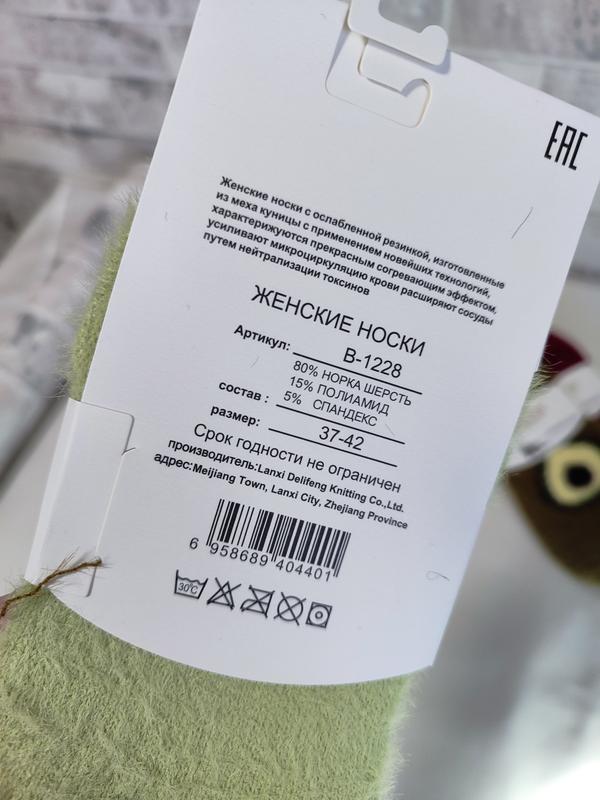 EAC
Женские носки с ослабленной резинкой, изготовленные
из меха куницы с применением новейших технологий,
характерижуются прекрасным согревающим эффектом,
усиливают микроциркуляцию крови расширяют сосуды
путем нейтрализации токсинов
ЖЕНСКИЕ НОСКИ
Артикул: B-1228
80% НОРКА ШЕРСТЬ
15% ПОЛИАМИД
состав : 5% СПАНДЕКС
размер: 37-42
Срок годности не ограничен
производитель:Lanxi Delifeng Knitting Co.,Ltd.
адрес:Meijiang Town, Lanxi City, Zhejiang Province
6 958689 404401
30°C